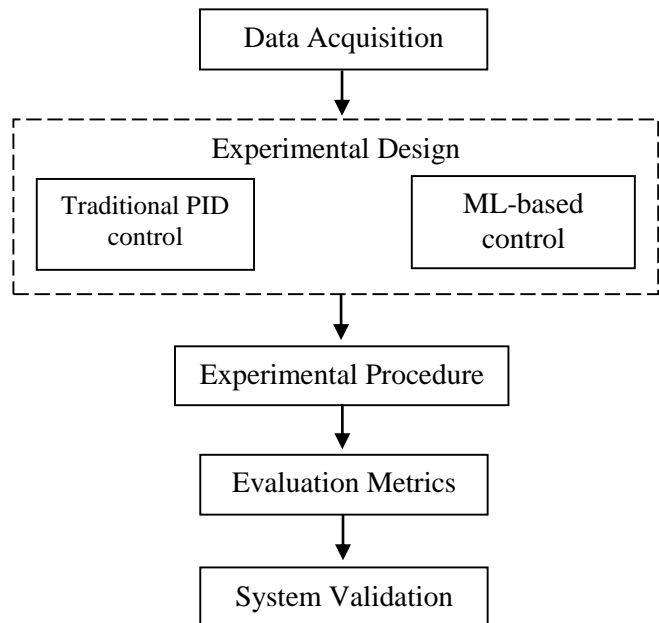 Data Acquisition
Experimental Design
Traditional PID
control
ML-based
control
Experimental Procedure
Evaluation Metrics
System Validation